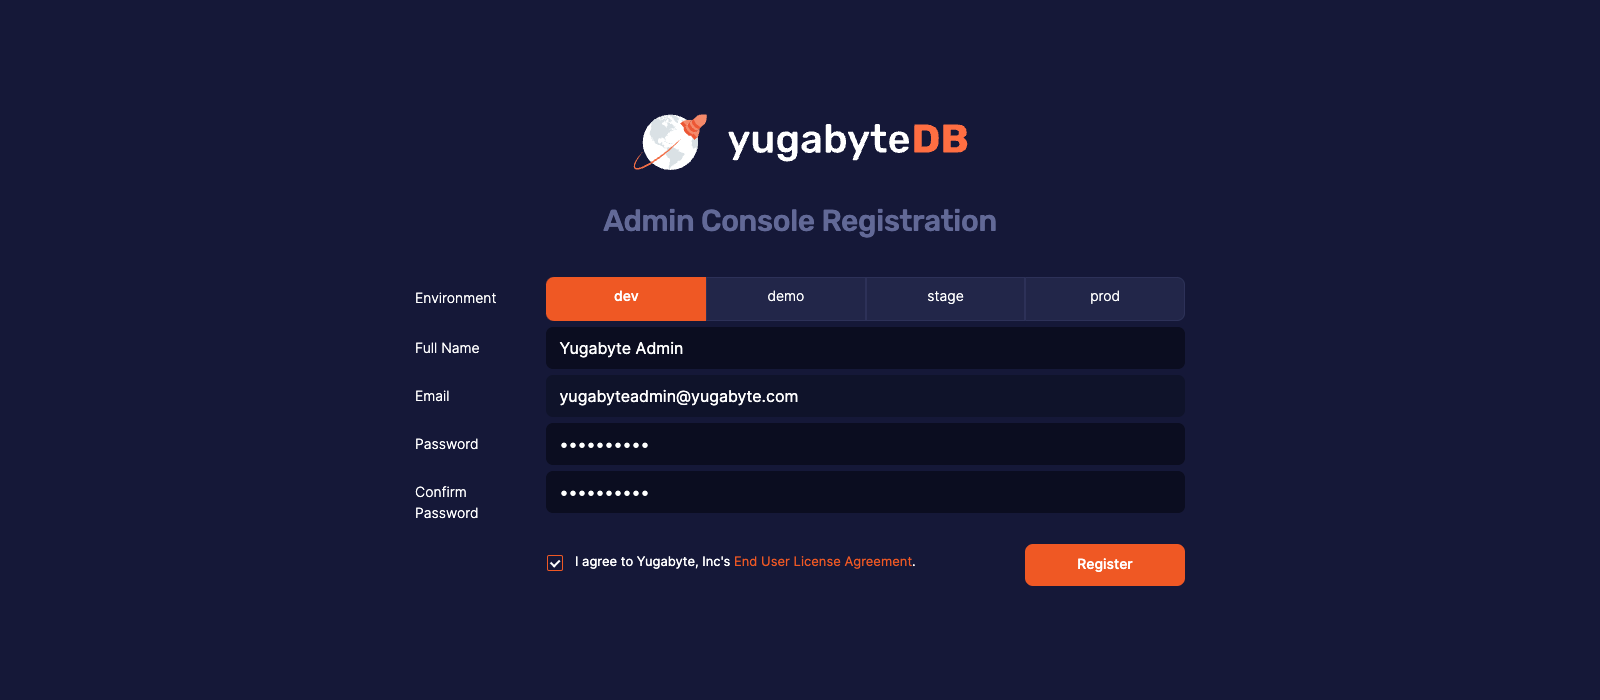 yugabyteDB
Admin Console Registration
Environment
dev
demo
stage
prod
Full Name
Yugabyte Admin
Email
yugabyteadmin@yugabyte.com
Password
••••••••••
Confirm
Password
••••••••••
I agree to Yugabyte, Inc's End User License Agreement.
Register